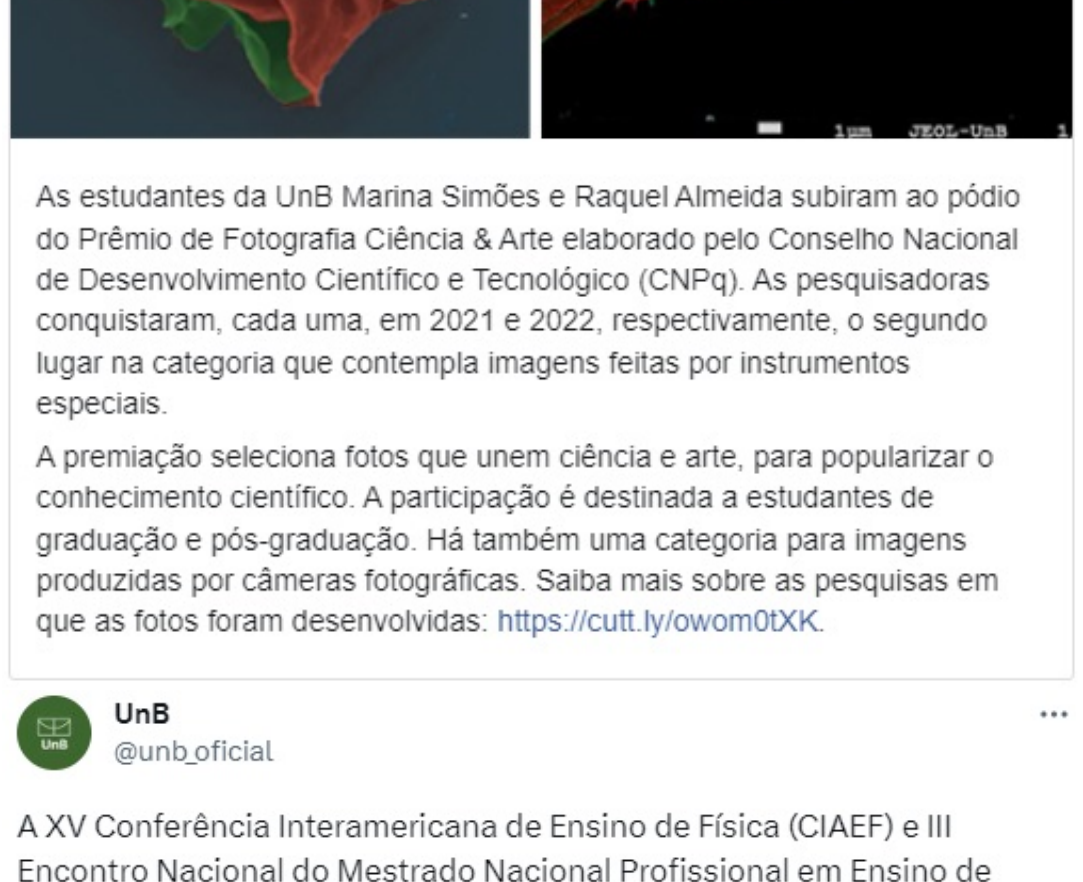 1µm JEOL-UnB 1
As estudantes da UnB Marina Simões e Raquel Almeida subiram ao pódio
do Prêmio de Fotografia Ciência & Arte elaborado pelo Conselho Nacional
de Desenvolvimento Científico e Tecnológico (CNPq). As pesquisadoras
conquistaram, cada uma, em 2021 e 2022, respectivamente, o segundo
lugar na categoria que contempla imagens feitas por instrumentos
especiais.
A premiação seleciona fotos que unem ciência e arte, para popularizar o
conhecimento científico. A participação é destinada a estudantes de
graduação e pós-graduação. Há também uma categoria para imagens
produzidas por câmeras fotográficas. Saiba mais sobre as pesquisas em
que as fotos foram desenvolvidas: https://cutt.ly/owom0tXK.
UnB
UnB
@unb_oficial
A XV Conferência Interamericana de Ensino de Física (CIAEF) e III
Encontro Nacional do Mestrado Nacional Profissional em Ensino de